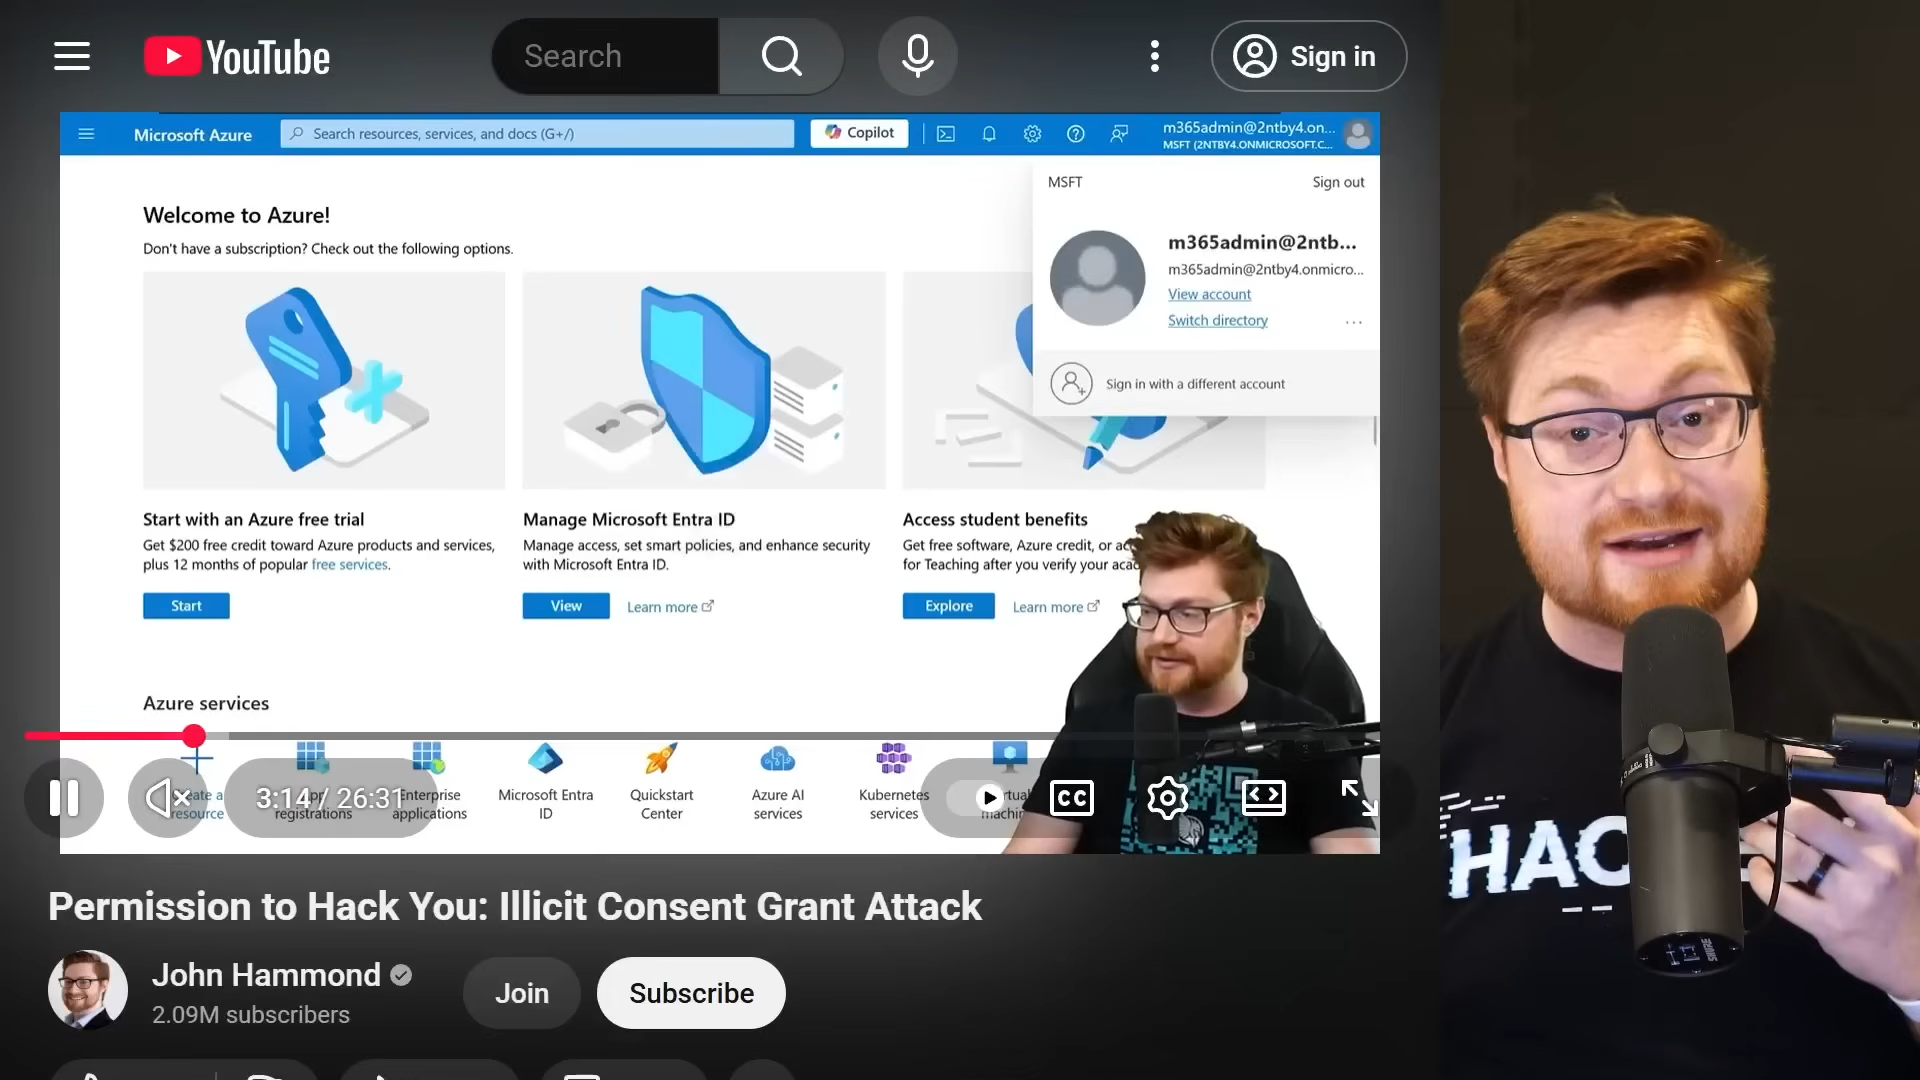 YouTube
Search
Sign in
Microsoft Azure
Search resources, services, and docs (G+/)
Copilot
m365admin@2ntby4.on...
MSFT (2NTBY4.ONMICROSOFT.C...
MSFT
Sign out
Welcome to Azure!
m365admin@2ntb...
Don't have a subscription? Check out the following options.
m365admin@2ntby4.onmicro...
View account
Switch directory
...
Sign in with a different account
Start with an Azure free trial
Get $200 free credit toward Azure products and services,
plus 12 months of popular free services.
Start
Manage Microsoft Entra ID
Manage access, set smart policies, and enhance security
with Microsoft Entra ID.
View
Learn more
Access student benefits
Get free software, Azure credit, or
for Teaching after you verify your
Explore
Learn more
Azure services
3:14 / 26:31
resource
registrations
applications
Microsoft Entra
ID
Quickstart
Center
Azure AI
services
Kubernetes
services
CC
HAC
SHURE
Permission to Hack You: Illicit Consent Grant Attack
John Hammond
2.09M subscribers
Join
Subscribe